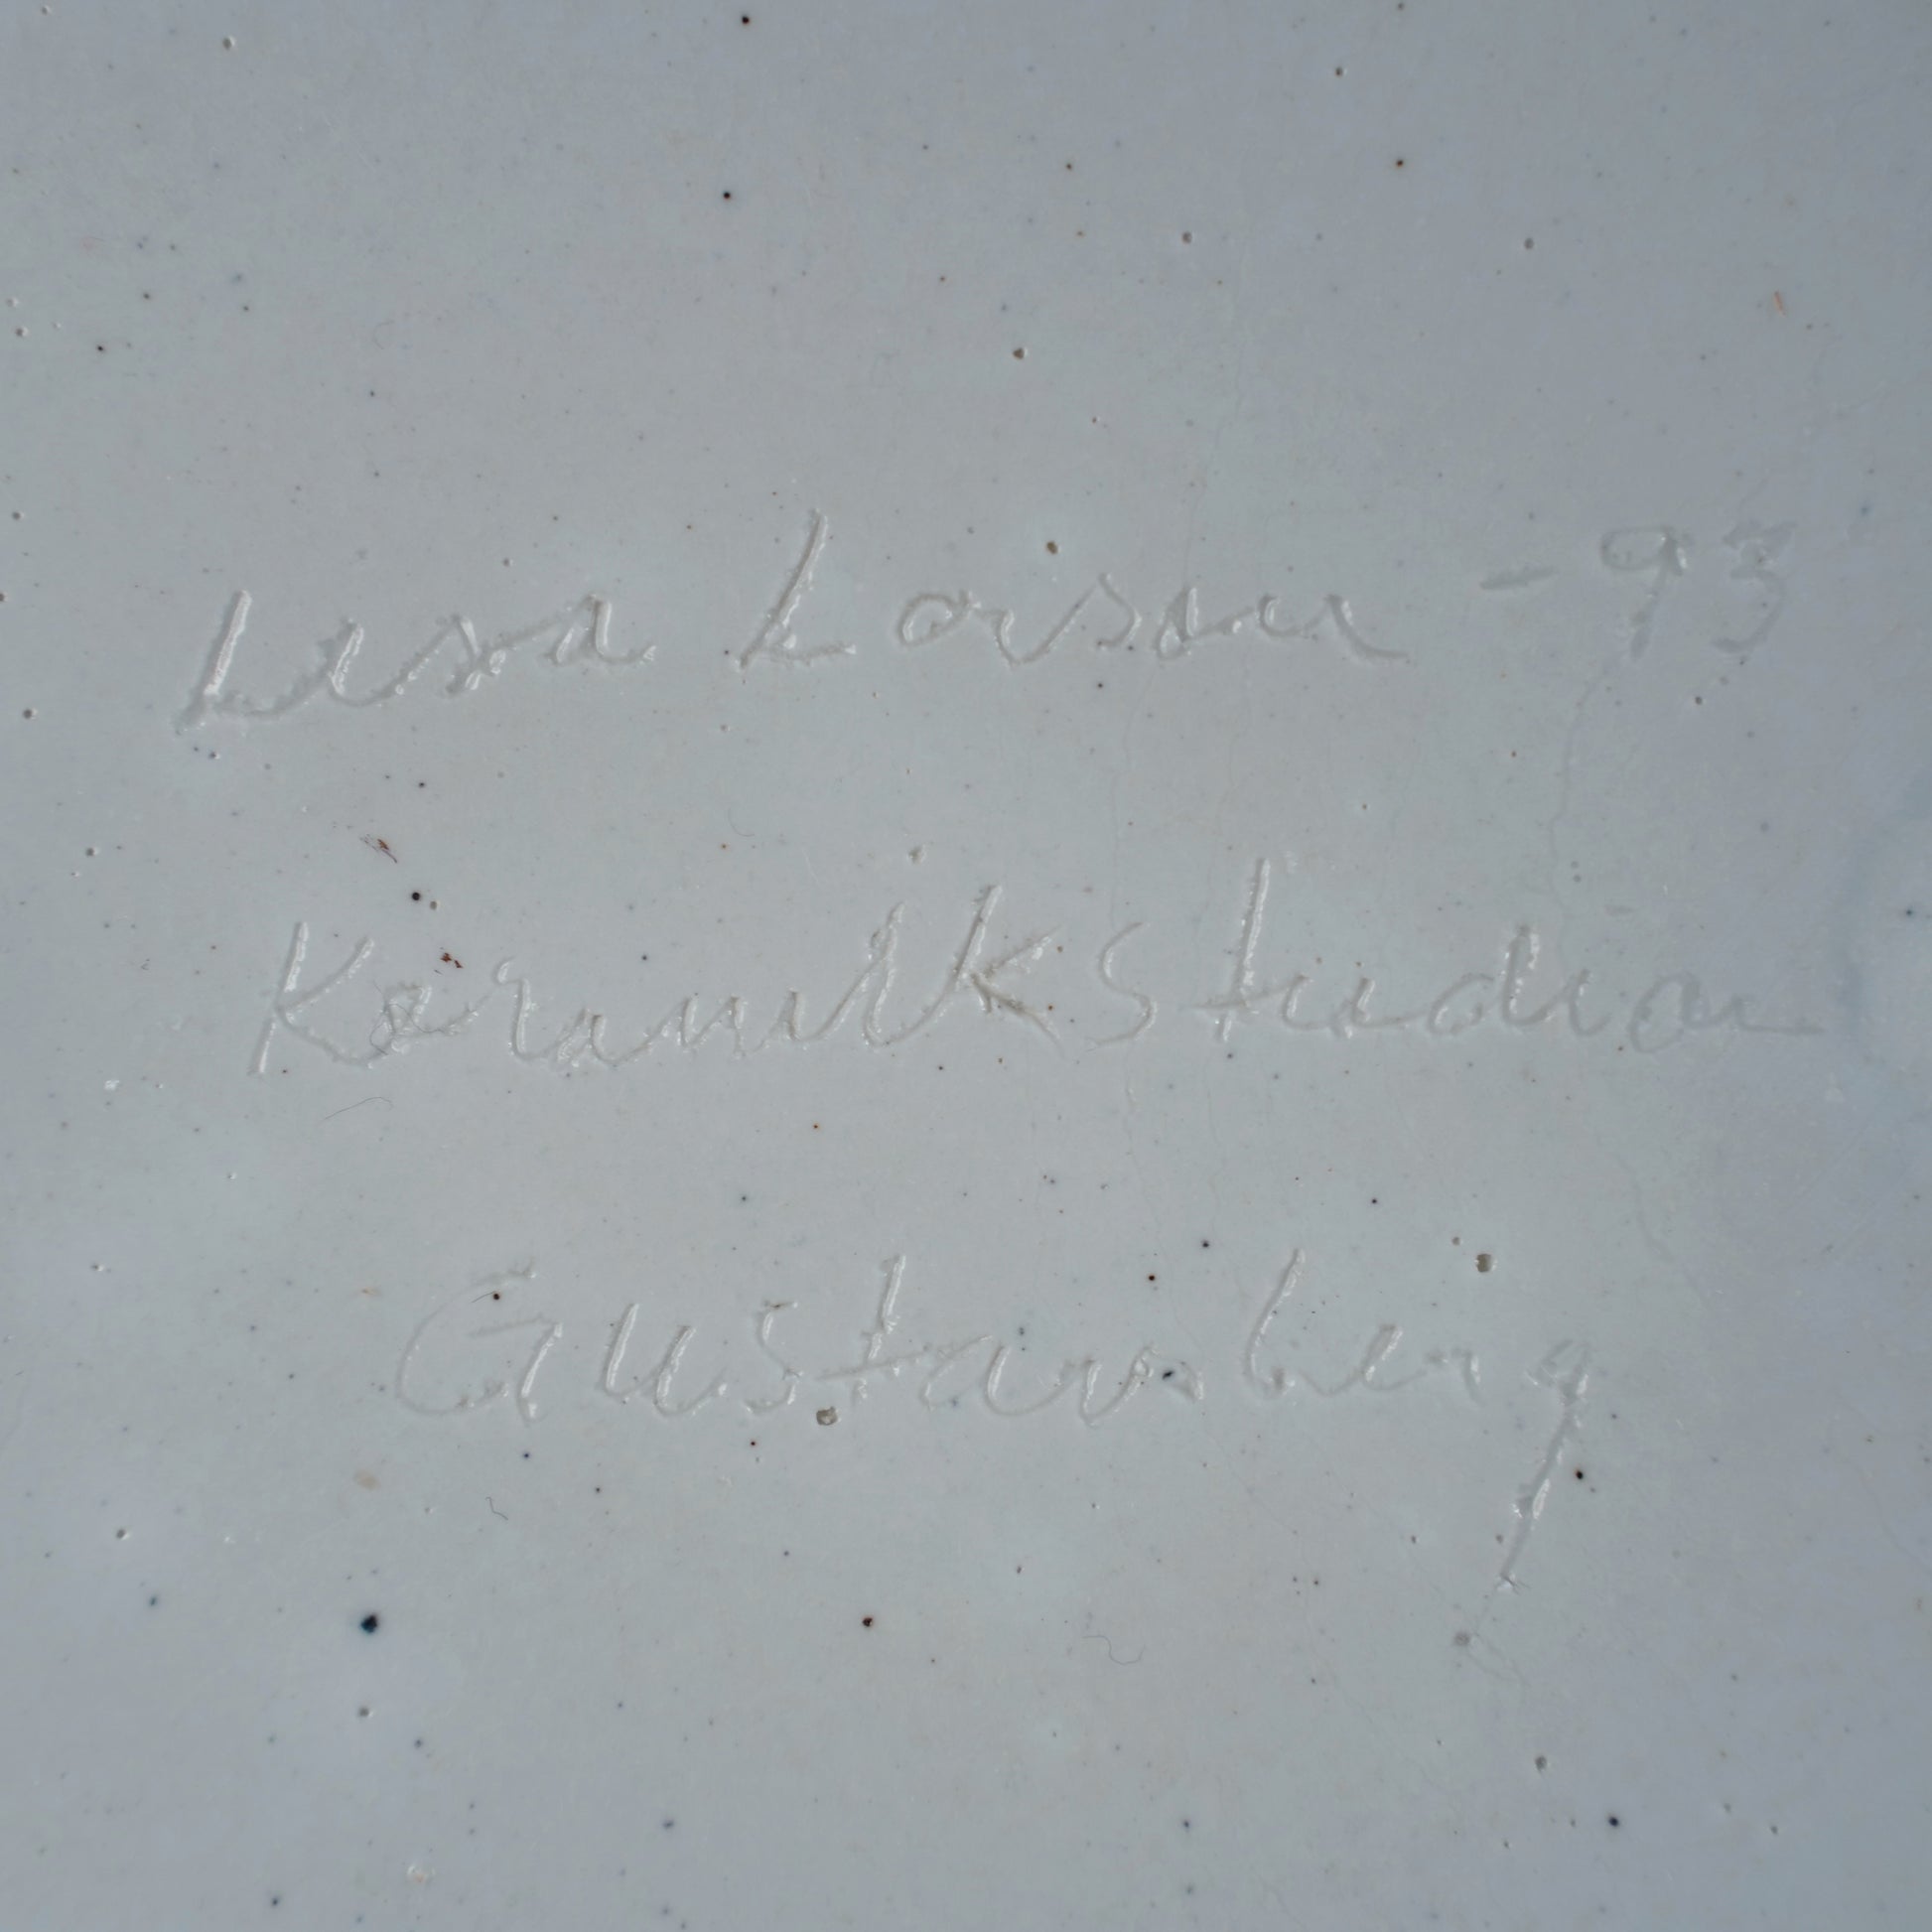 Lisa Larson -93
Keramikstudion
Gustavsberg